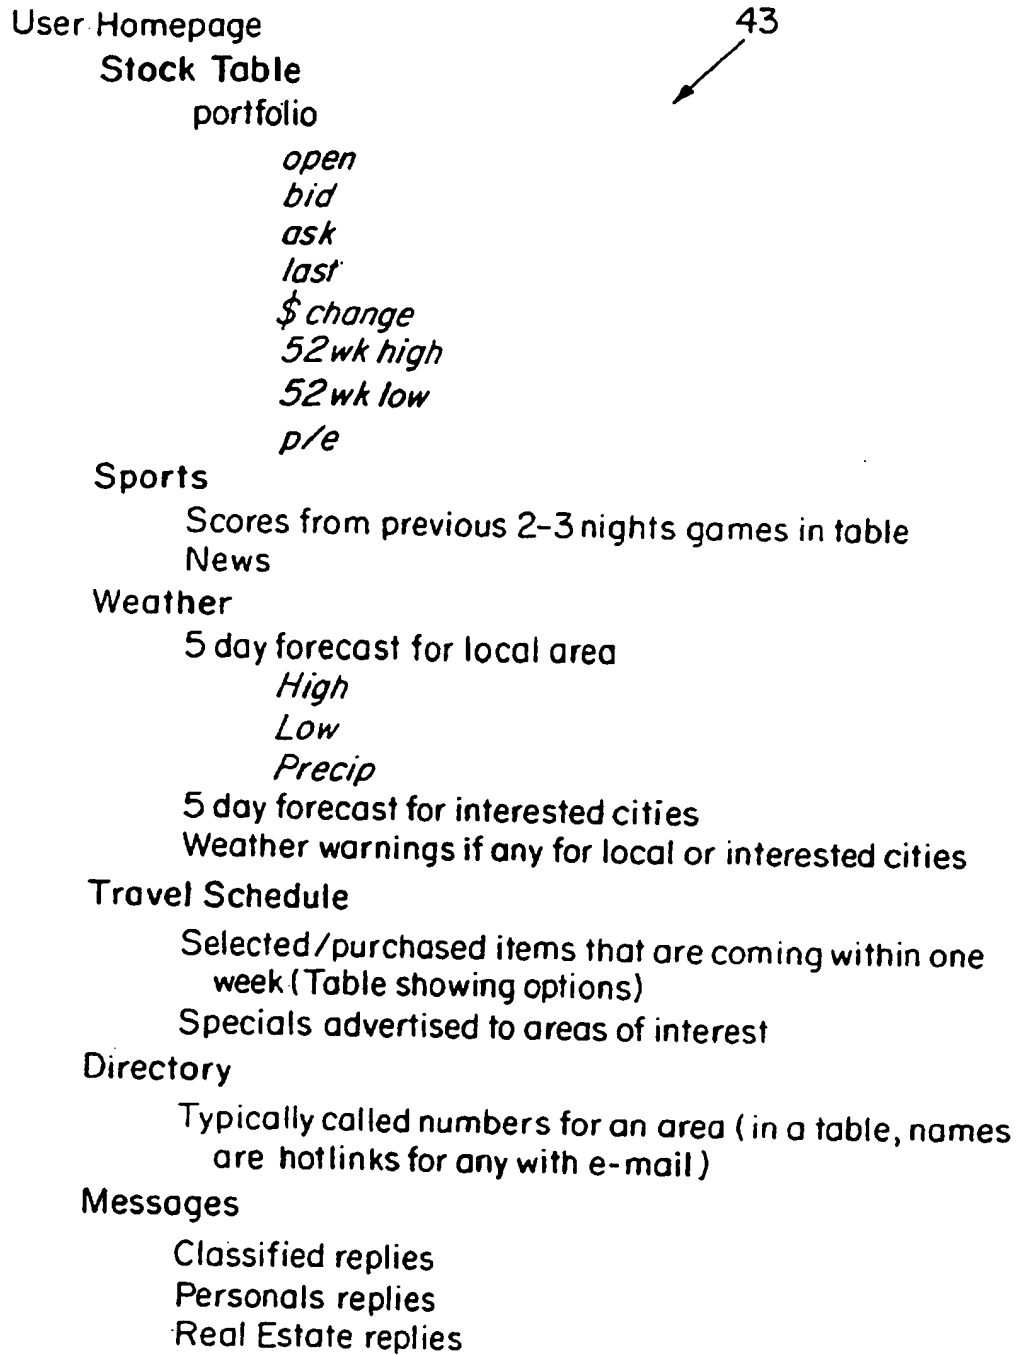 User Homepage
43
Stock Table
portfolio
open
bid
ask
last
$ change
52 wk high
52 wk low
p/e
Sports
Scores from previous 2-3 nights games in table
News
Weather
5 day forecast for local area
High
Low
Precip
5 day forecast for interested cities
Weather warnings if any for local or interested cities
Travel Schedule
Selected/purchased items that are coming within one
week (Table showing options)
Specials advertised to areas of interest
Directory
Typically called numbers for an area (in a table, names
are hotlinks for any with e-mail)
Messages
Classified replies
Personals replies
Real Estate replies